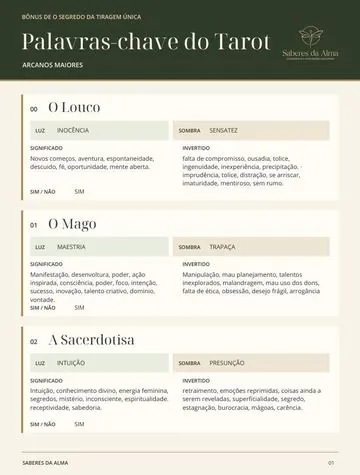 BÔNUS DE O SEGREDO DA TIRAGEM ÚNICA
Palavras-chave do Tarot
ARCANOS MAIORES
Saberes da Alma
00 O Louco
LUZ INOCÊNCIA SOMBRA SENSATEZ
SIGNIFICADO
Novos começos, aventura, espontaneidade,
descuido, fé, oportunidade, mente aberta.
INVERTIDO
falta de compromisso, ousadia, tolice,
ingenuidade, inexperiência, precipitação, ·
imprudência, tolice, distração, se arriscar,
imaturidade, mentiroso, sem rumo.
SIM / NÃO SIM
01 O Mago
LUZ MAESTRIA SOMBRA TRAPAÇA
SIGNIFICADO
Manifestação, desenvoltura, poder, ação
inspirada, consciência, poder, foco, intenção,
sucesso, inovação, talento criativo, domínio,
vontade.
INVERTIDO
Manipulação, mau planejamento, talentos
inexplorados, malandragem, mau uso dos dons,
falta de ética, obsessão, desejo frágil, arrogância
SIM / NÃO SIM
02 A Sacerdotisa
LUZ INTUIÇÃO SOMBRA PRESUNÇÃO
SIGNIFICADO
Intuição, conhecimento divino, energia feminina,
segredos, mistério, inconsciente, espiritualidade.
receptividade, sabedoria.
INVERTIDO
retraimento, emoções reprimidas, coisas ainda a
serem reveladas, superficialidade, segredo,
estagnação, burocracia, mágoas, carência.
SIM / NÃO SIM
SABERES DA ALMA 01